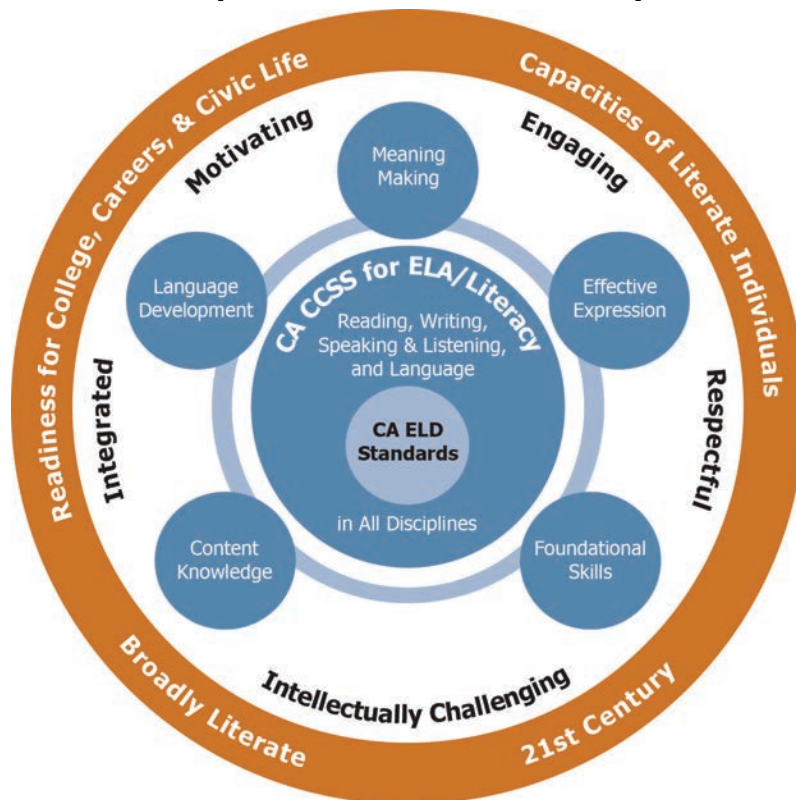 Readiness for College, Careers, & Civic Life
Capacities of Literate Individuals
Motivating
Engaging
Meaning
Making
Language
Development
Effective
Expression
CA CCSS for ELA/Literacy
Reading, Writing,
Speaking & Listening,
and Language
CA ELD
Standards
in All Disciplines
Integrated
Respectful
Content
Knowledge
Foundational
Skills
Intellectually Challenging
Broadly Literate
21st Century